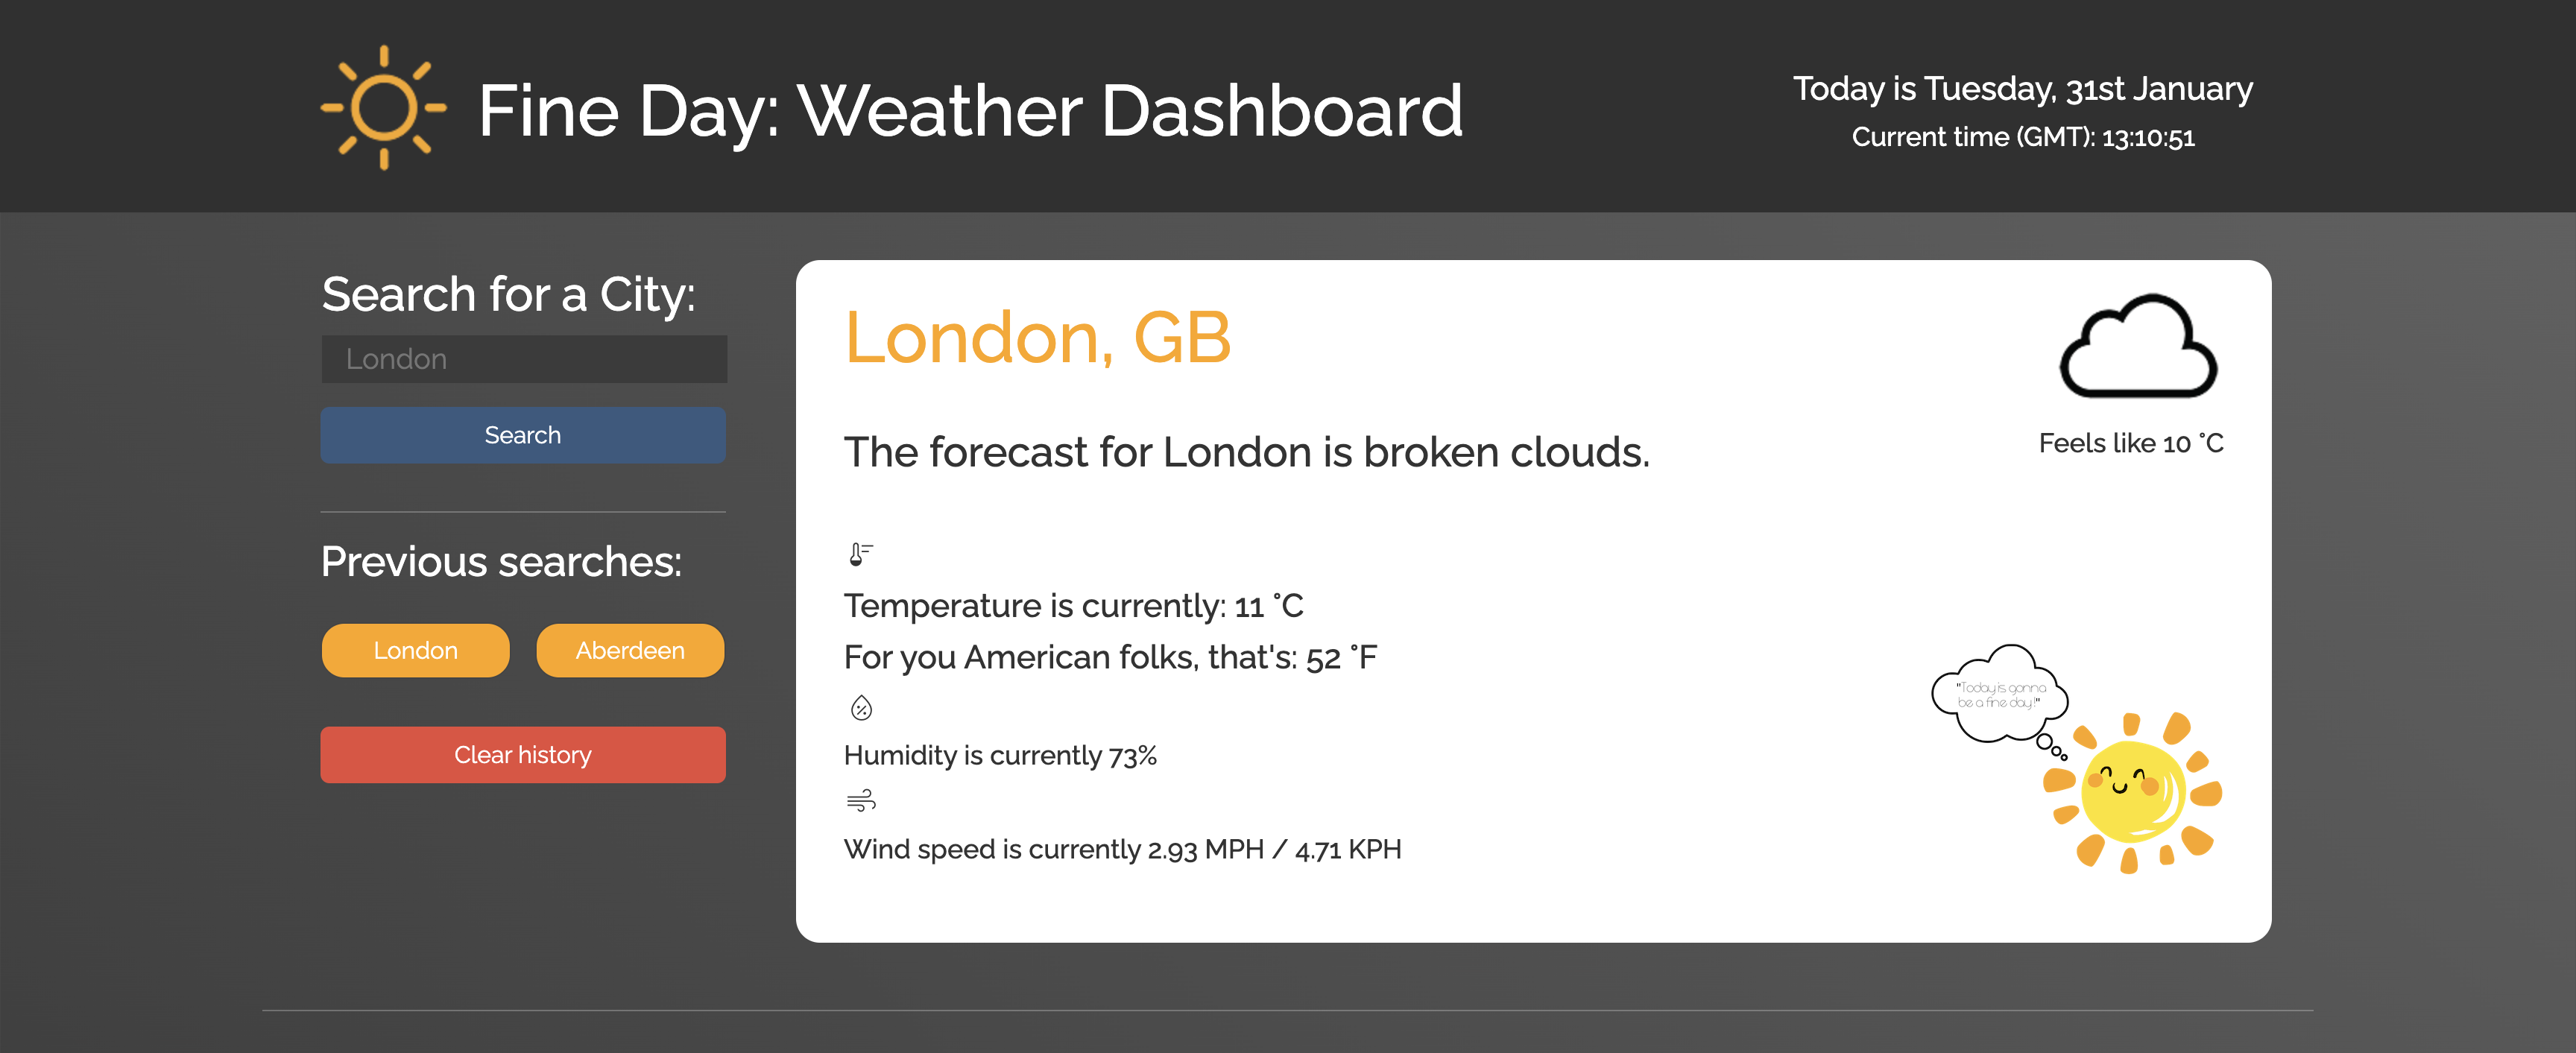 Fine Day: Weather Dashboard
Today is Tuesday, 31st January
Current time (GMT): 13:10:51
Search for a City:
London
Search
Previous searches:
London
Aberdeen
Clear history
London, GB
Feels like 10 °C
The forecast for London is broken clouds.
Temperature is currently: 11 °C
For you American folks, that's: 52 °F
Humidity is currently 73%
Wind speed is currently 2.93 MPH / 4.71 KPH
"Today is gonna
be a fine day!"